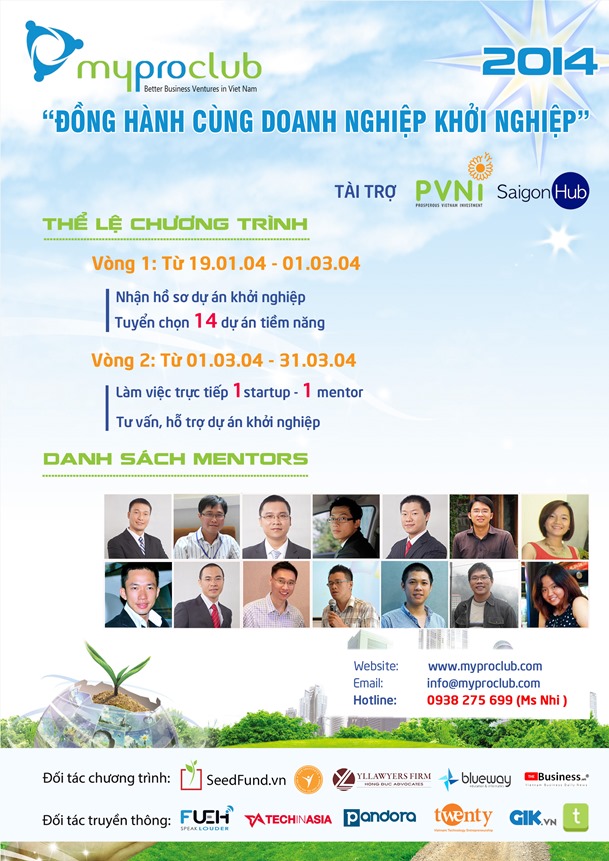 myproclub
Better Business Ventures in Viet Nam
2014
“ĐỒNG HÀNH CÙNG DOANH NGHIỆP KHỞI NGHIỆP”
TÀI TRỢ PVNI SaigonHub
PROSPEROUS VIETNAM INVESTMENT
THỂ LỆ CHƯƠNG TRÌNH
Vòng 1: Từ 19.01.04 - 01.03.04
Nhận hồ sơ dự án khởi nghiệp
Tuyển chọn 14 dự án tiềm năng
Vòng 2: Từ 01.03.04 - 31.03.04
Làm việc trực tiếp 1 startup - 1 mentor
Tư vấn, hỗ trợ dự án khởi nghiệp
DANH SÁCH MENTORS
Website: www.myproclub.com
Email: info@myproclub.com
Hotline: 0938 275 699 (Ms Nhi )
Đối tác chương trình: SeedFund.vn YLLAWYERS FIRM blueway THE Business
HONG DUC ADVOCATES
Đối tác truyền thông: FUEH TECHINASIA Pandora twenty GIK.VN t
SPEAK LOUDER
Vietnam Technology Entrepreneurship